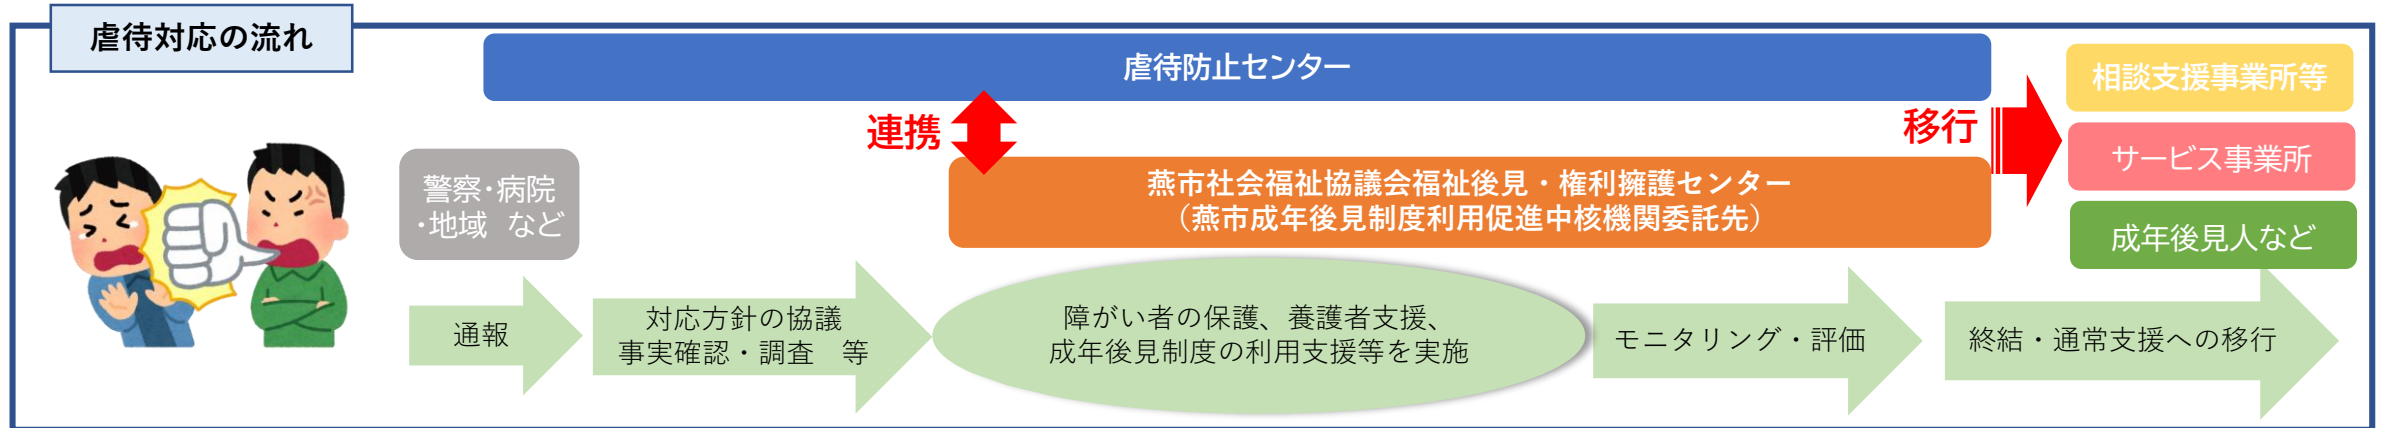 虐待対応の流れ
虐待防止センター
相談支援事業所等
連携
移行
サービス事業所
警察･病院
･地域　など
燕市社会福祉協議会福祉後見・権利擁護センター
（燕市成年後見制度利用促進中核機関委託先）
成年後見人など
通報
対応方針の協議
事実確認・調査　等
障がい者の保護、養護者支援、
成年後見制度の利用支援等を実施
モニタリング・評価
終結・通常支援への移行